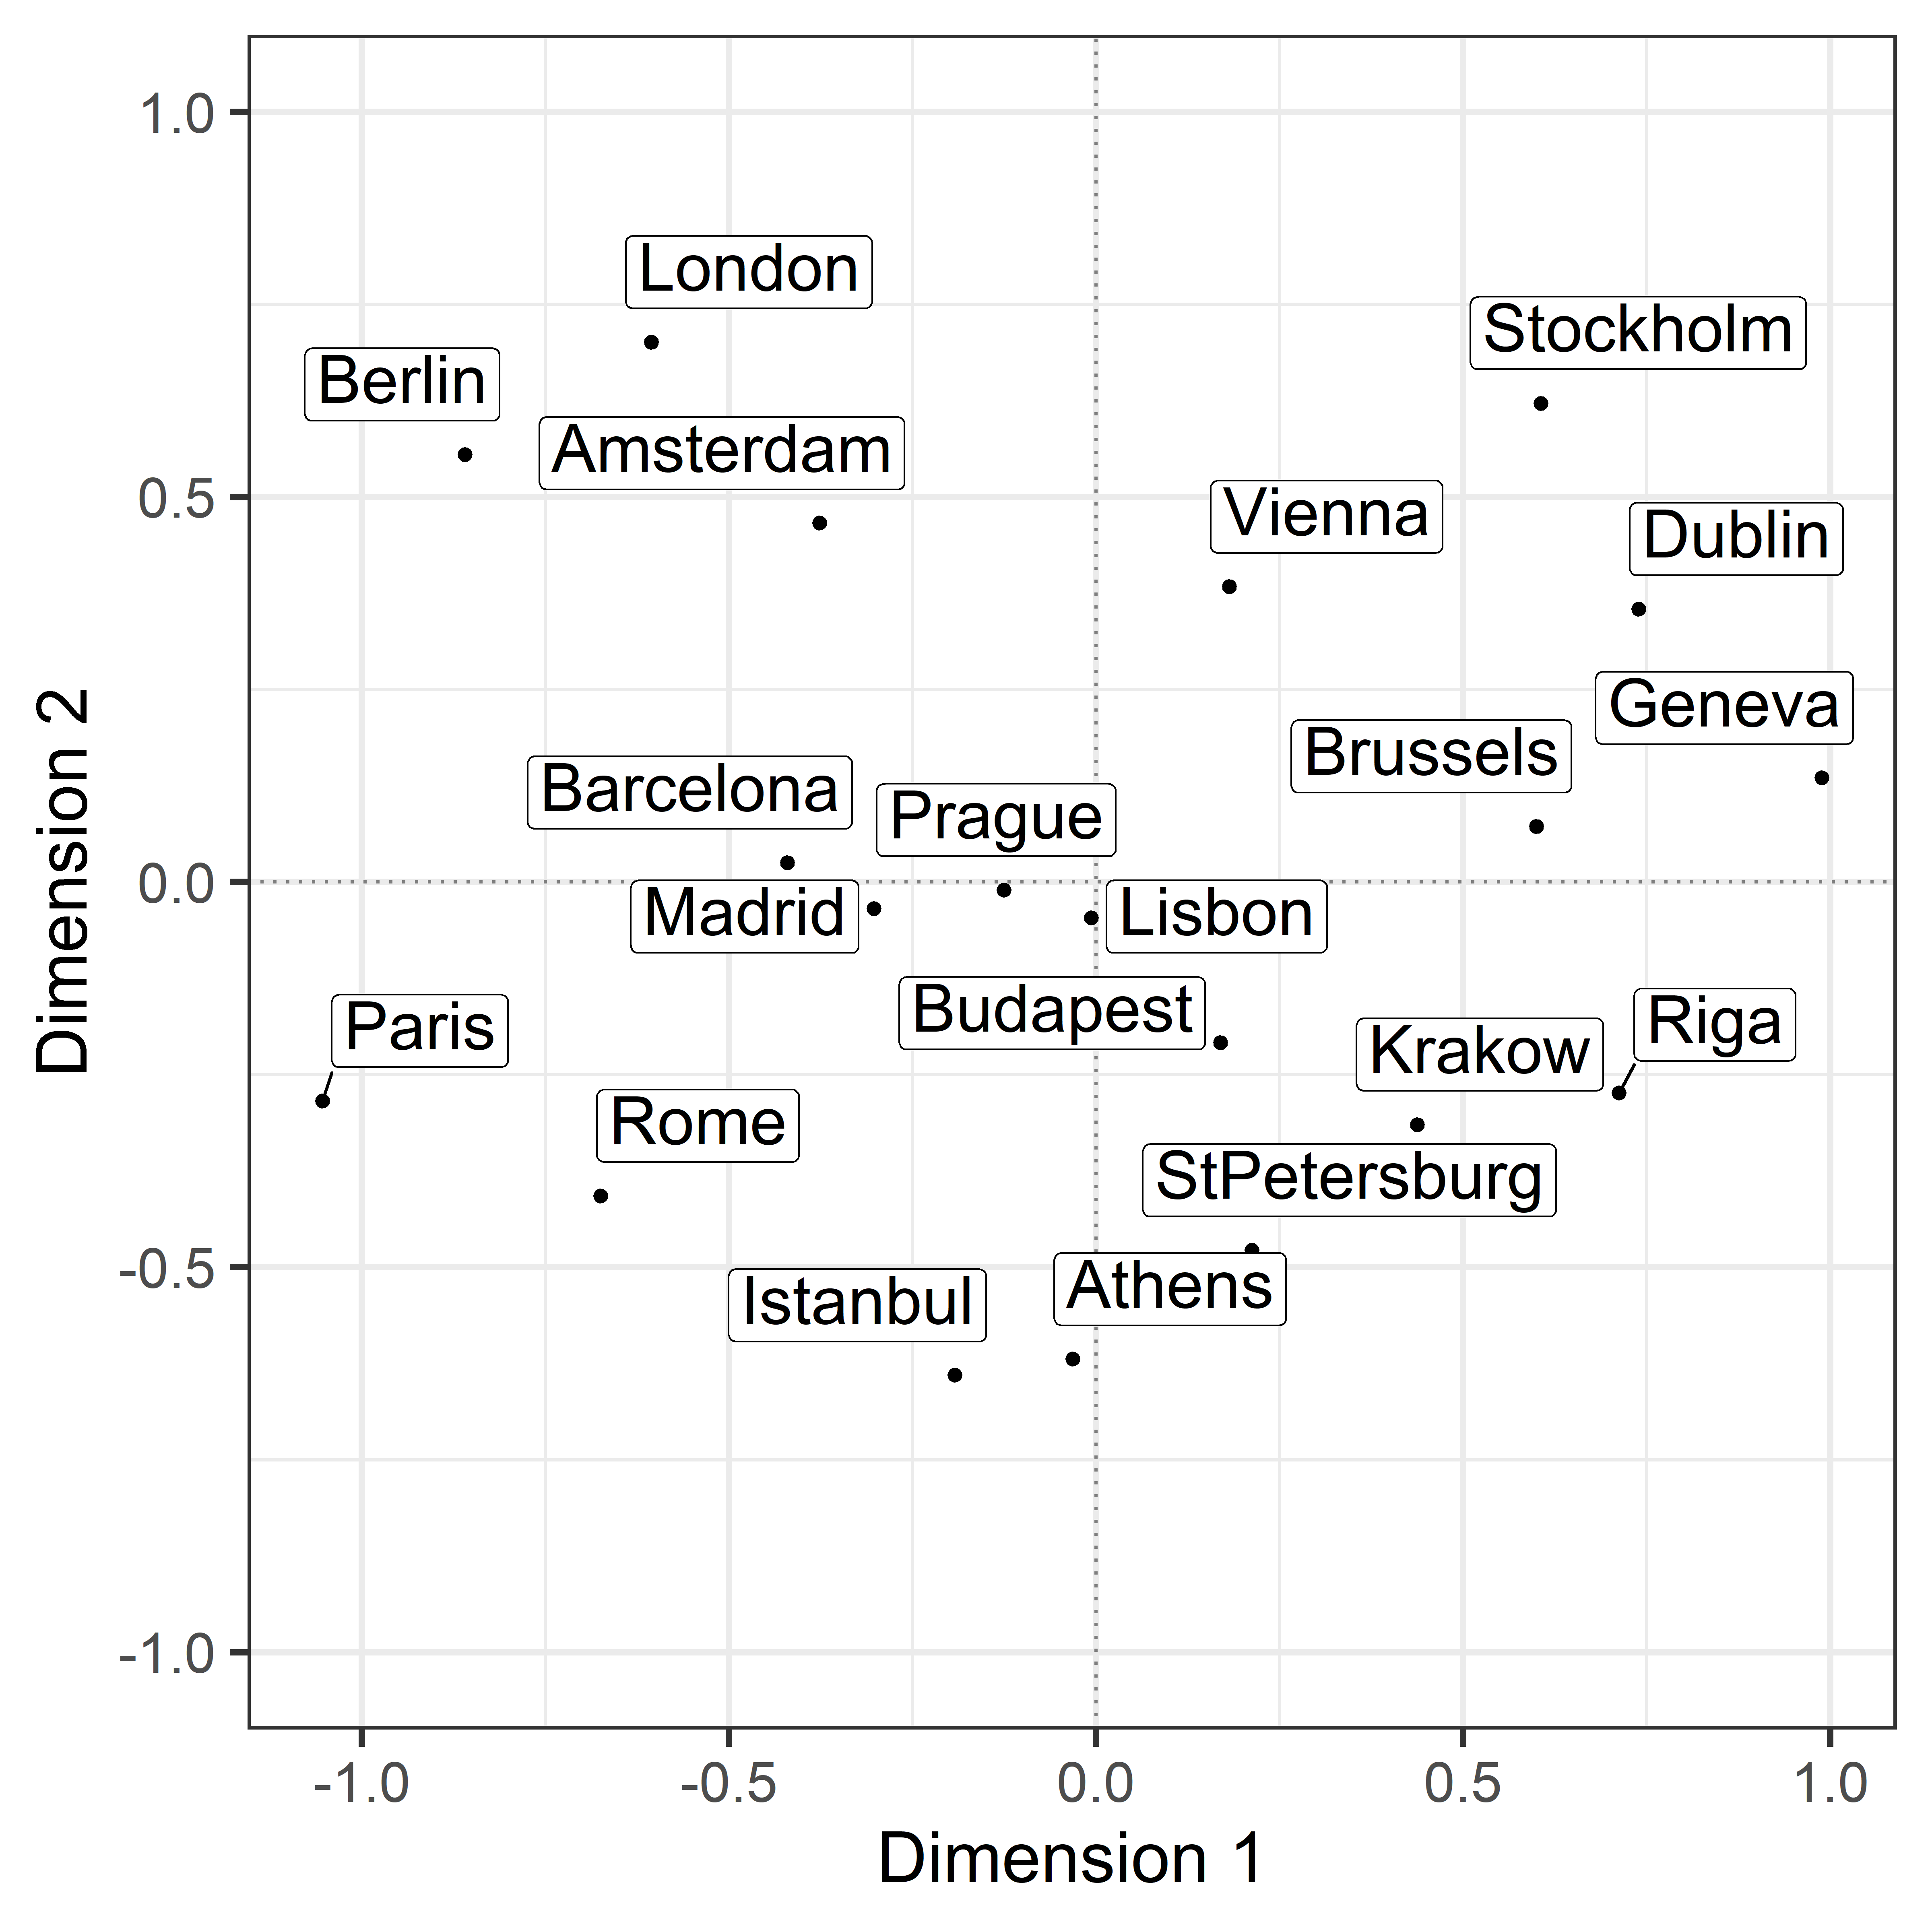 1.0
London
Stockholm
Berlin
Amsterdam
0.5
Vienna
Dublin
Geneva
Brussels
Barcelona
Prague
0.0
Madrid
Lisbon
Dimension 2
Budapest
Paris
Krakow
Riga
Rome
StPetersburg
-0.5
Istanbul
Athens
-1.0
-1.0 -0.5 0.0 0.5 1.0
Dimension 1